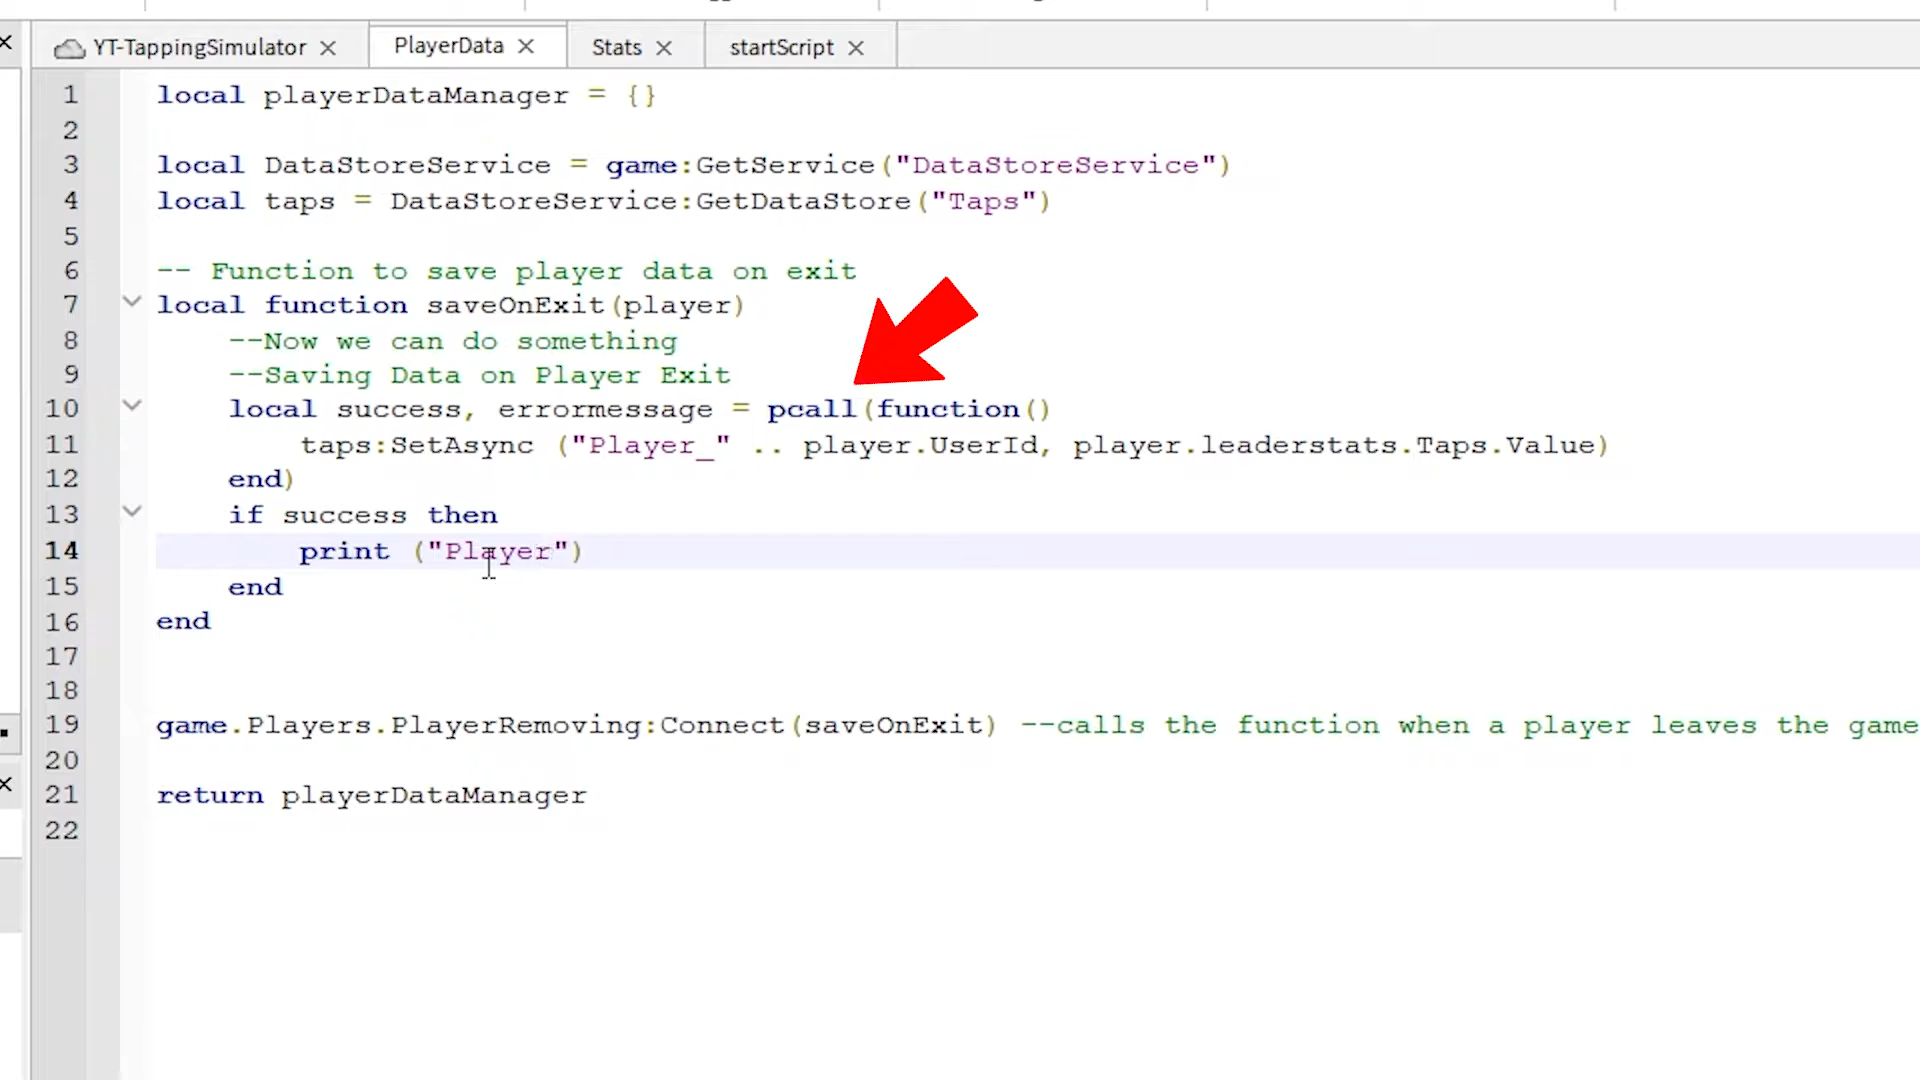 YT-TappingSimulator
PlayerData
Stats
startScript
1 local playerDataManager = {}
2
3 local DataStoreService = game:GetService("DataStoreService")
4 local taps = DataStoreService:GetDataStore("Taps")
5
6 -- Function to save player data on exit
7 local function saveOnExit(player)
8 --Now we can do something
9 --Saving Data on Player Exit
10 local success, errormessage = pcall(function()
11 taps:SetAsync ("Player_" .. player.UserId, player.leaderstats.Taps.Value)
12 end)
13 if success then
14 print ("Player")
15 end
16 end
17
18
19 game.Players.PlayerRemoving:Connect(saveOnExit) --calls the function when a player leaves the game
20
21 return playerDataManager
22